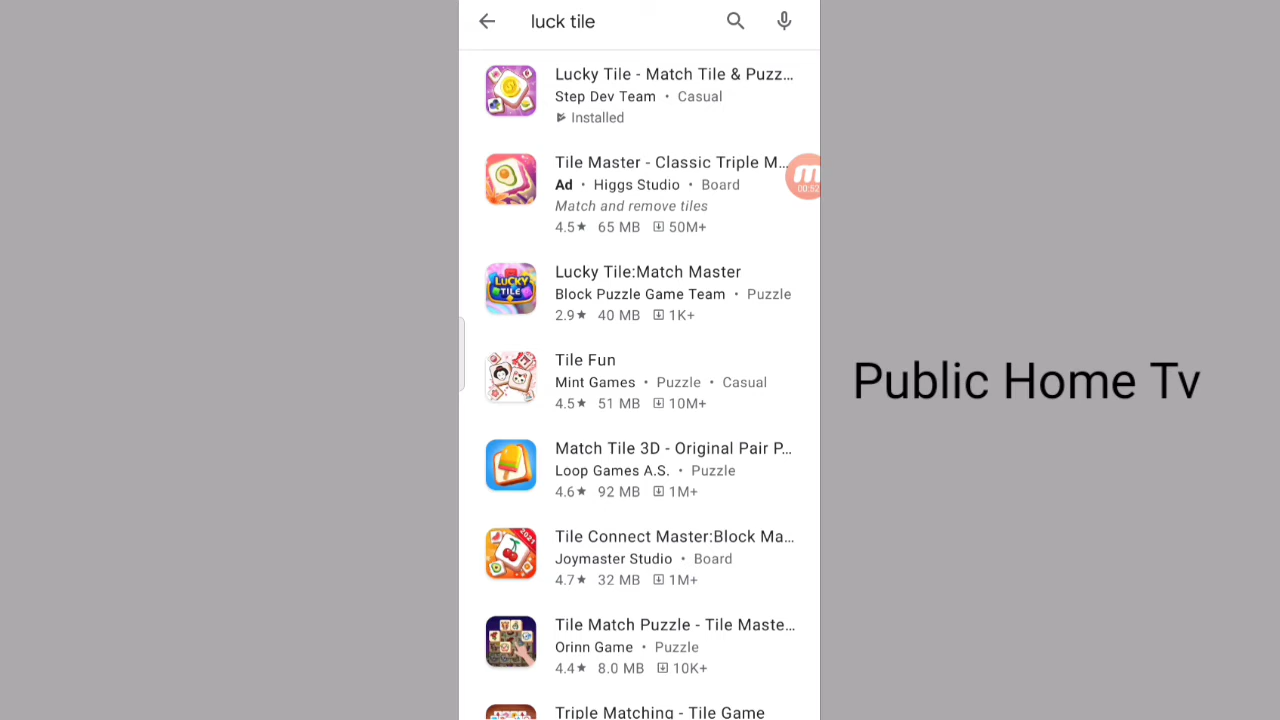 luck tile
Lucky Tile - Match Tile & Puzz...
Step Dev Team • Casual
Installed
Tile Master - Classic Triple M...
Ad • Higgs Studio • Board
Match and remove tiles
4.5★ 65 MB 50M+
00:52
Lucky Tile:Match Master
Block Puzzle Game Team • Puzzle
2.9★ 40 MB 1K+
LUCKY
TILE
Tile Fun
Mint Games • Puzzle • Casual
4.5★ 51 MB 10M+
Match Tile 3D - Original Pair P...
Loop Games A.S. • Puzzle
4.6★ 92 MB 1M+
Tile Connect Master:Block Ma...
Joymaster Studio • Board
4.7★ 32 MB 1M+
2021
Tile Match Puzzle - Tile Maste...
Orinn Game • Puzzle
4.4★ 8.0 MB 10K+
Triple Matching - Tile Game
Public Home Tv